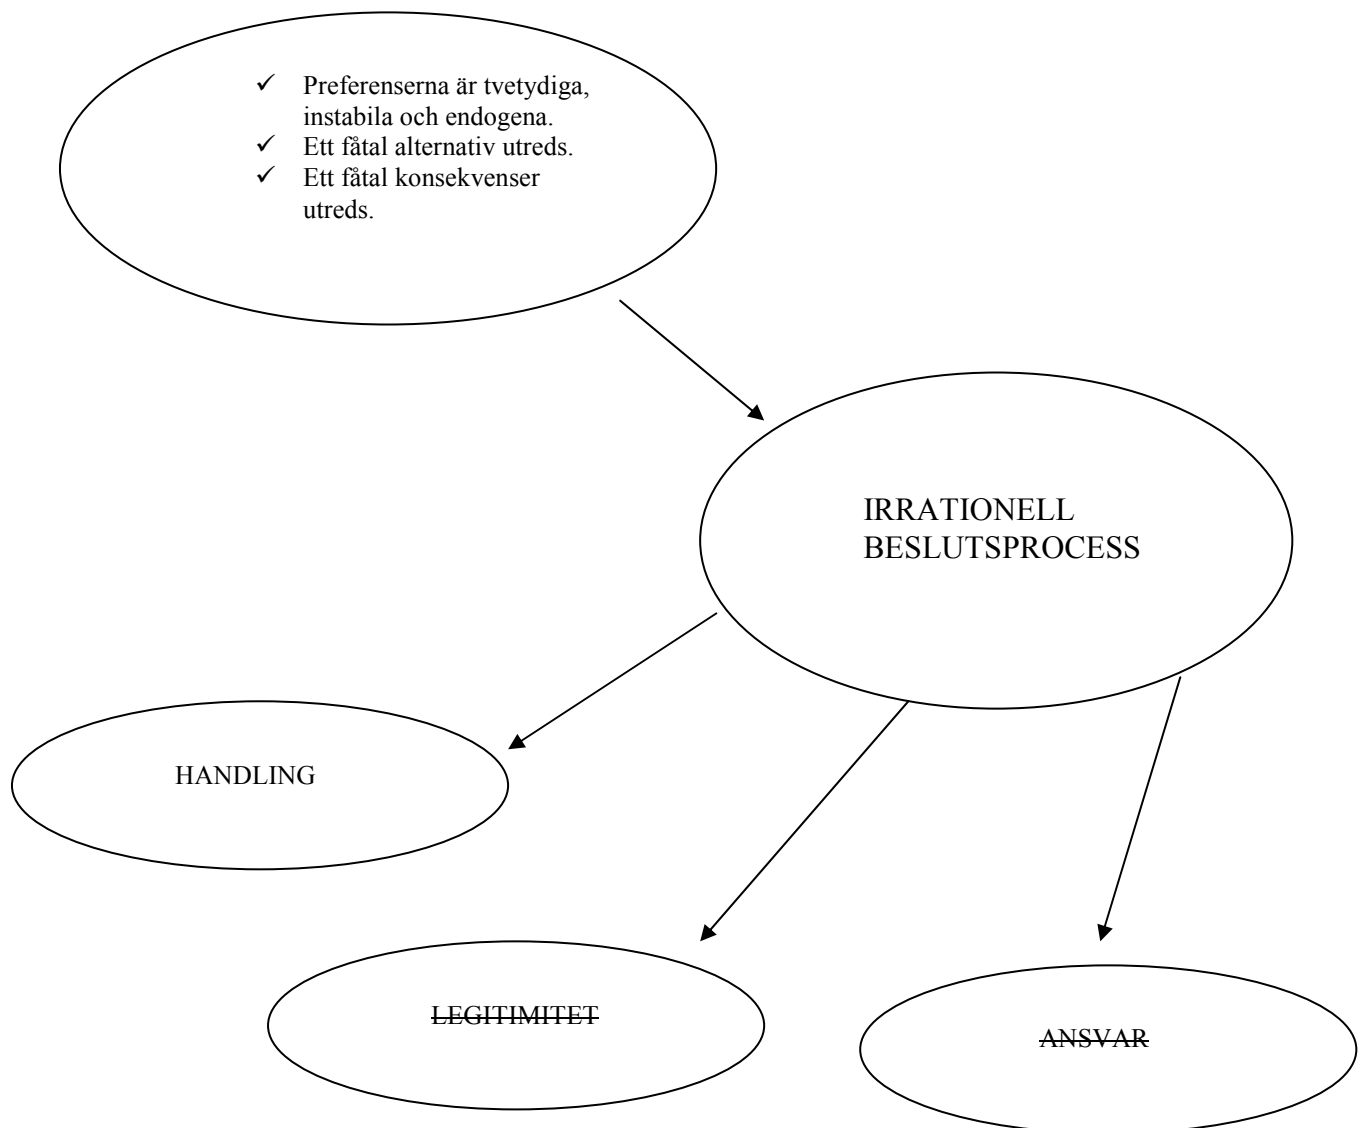 ✓ Preferenserna är tvetydiga,
instabila och endogena.
✓ Ett fåtal alternativ utreds.
✓ Ett fåtal konsekvenser
utreds.
IRRATIONELL
BESLUTSPROCESS
HANDLING
LEGITIMITET
ANSVAR